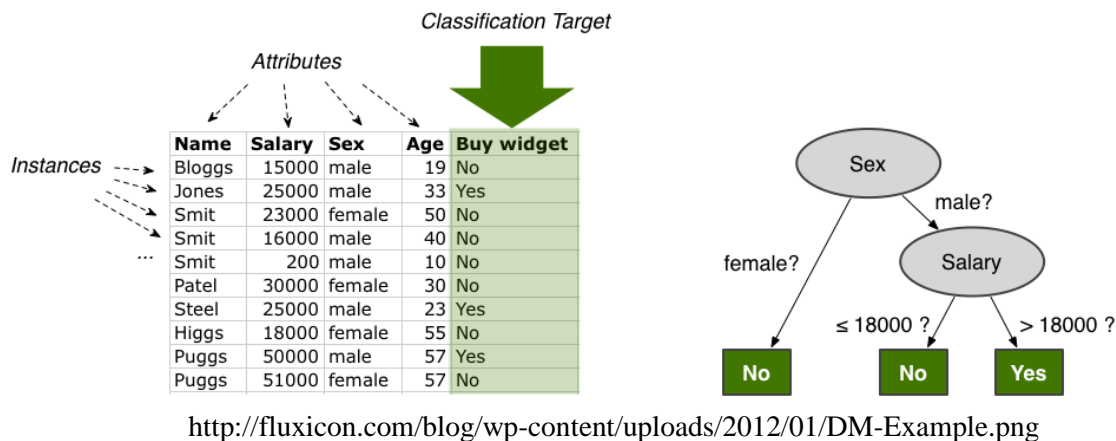 Classification Target
Attributes
Instances
...
Name Salary Sex Age Buy widget
Bloggs 15000 male 19 No
Jones 25000 male 33 Yes
Smit 23000 female 50 No
Smit 16000 male 40 No
Smit 200 male 10 No
Patel 30000 female 30 No
Steel 25000 male 23 Yes
Higgs 18000 female 55 No
Puggs 50000 male 57 Yes
Puggs 51000 female 57 No
Sex
male?
female?
Salary
≤ 18000 ?
> 18000 ?
No
No
Yes
http://fluxicon.com/blog/wp-content/uploads/2012/01/DM-Example.png